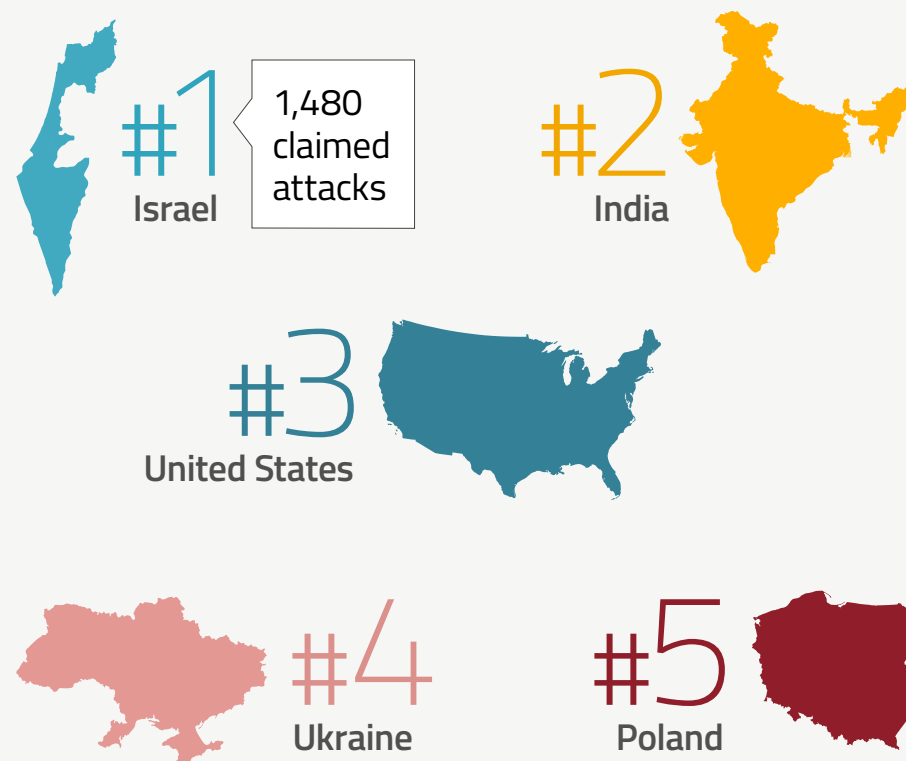 #1
Israel
1,480
claimed
attacks
#2
India
#3
United States
#4
Ukraine
#5
Poland